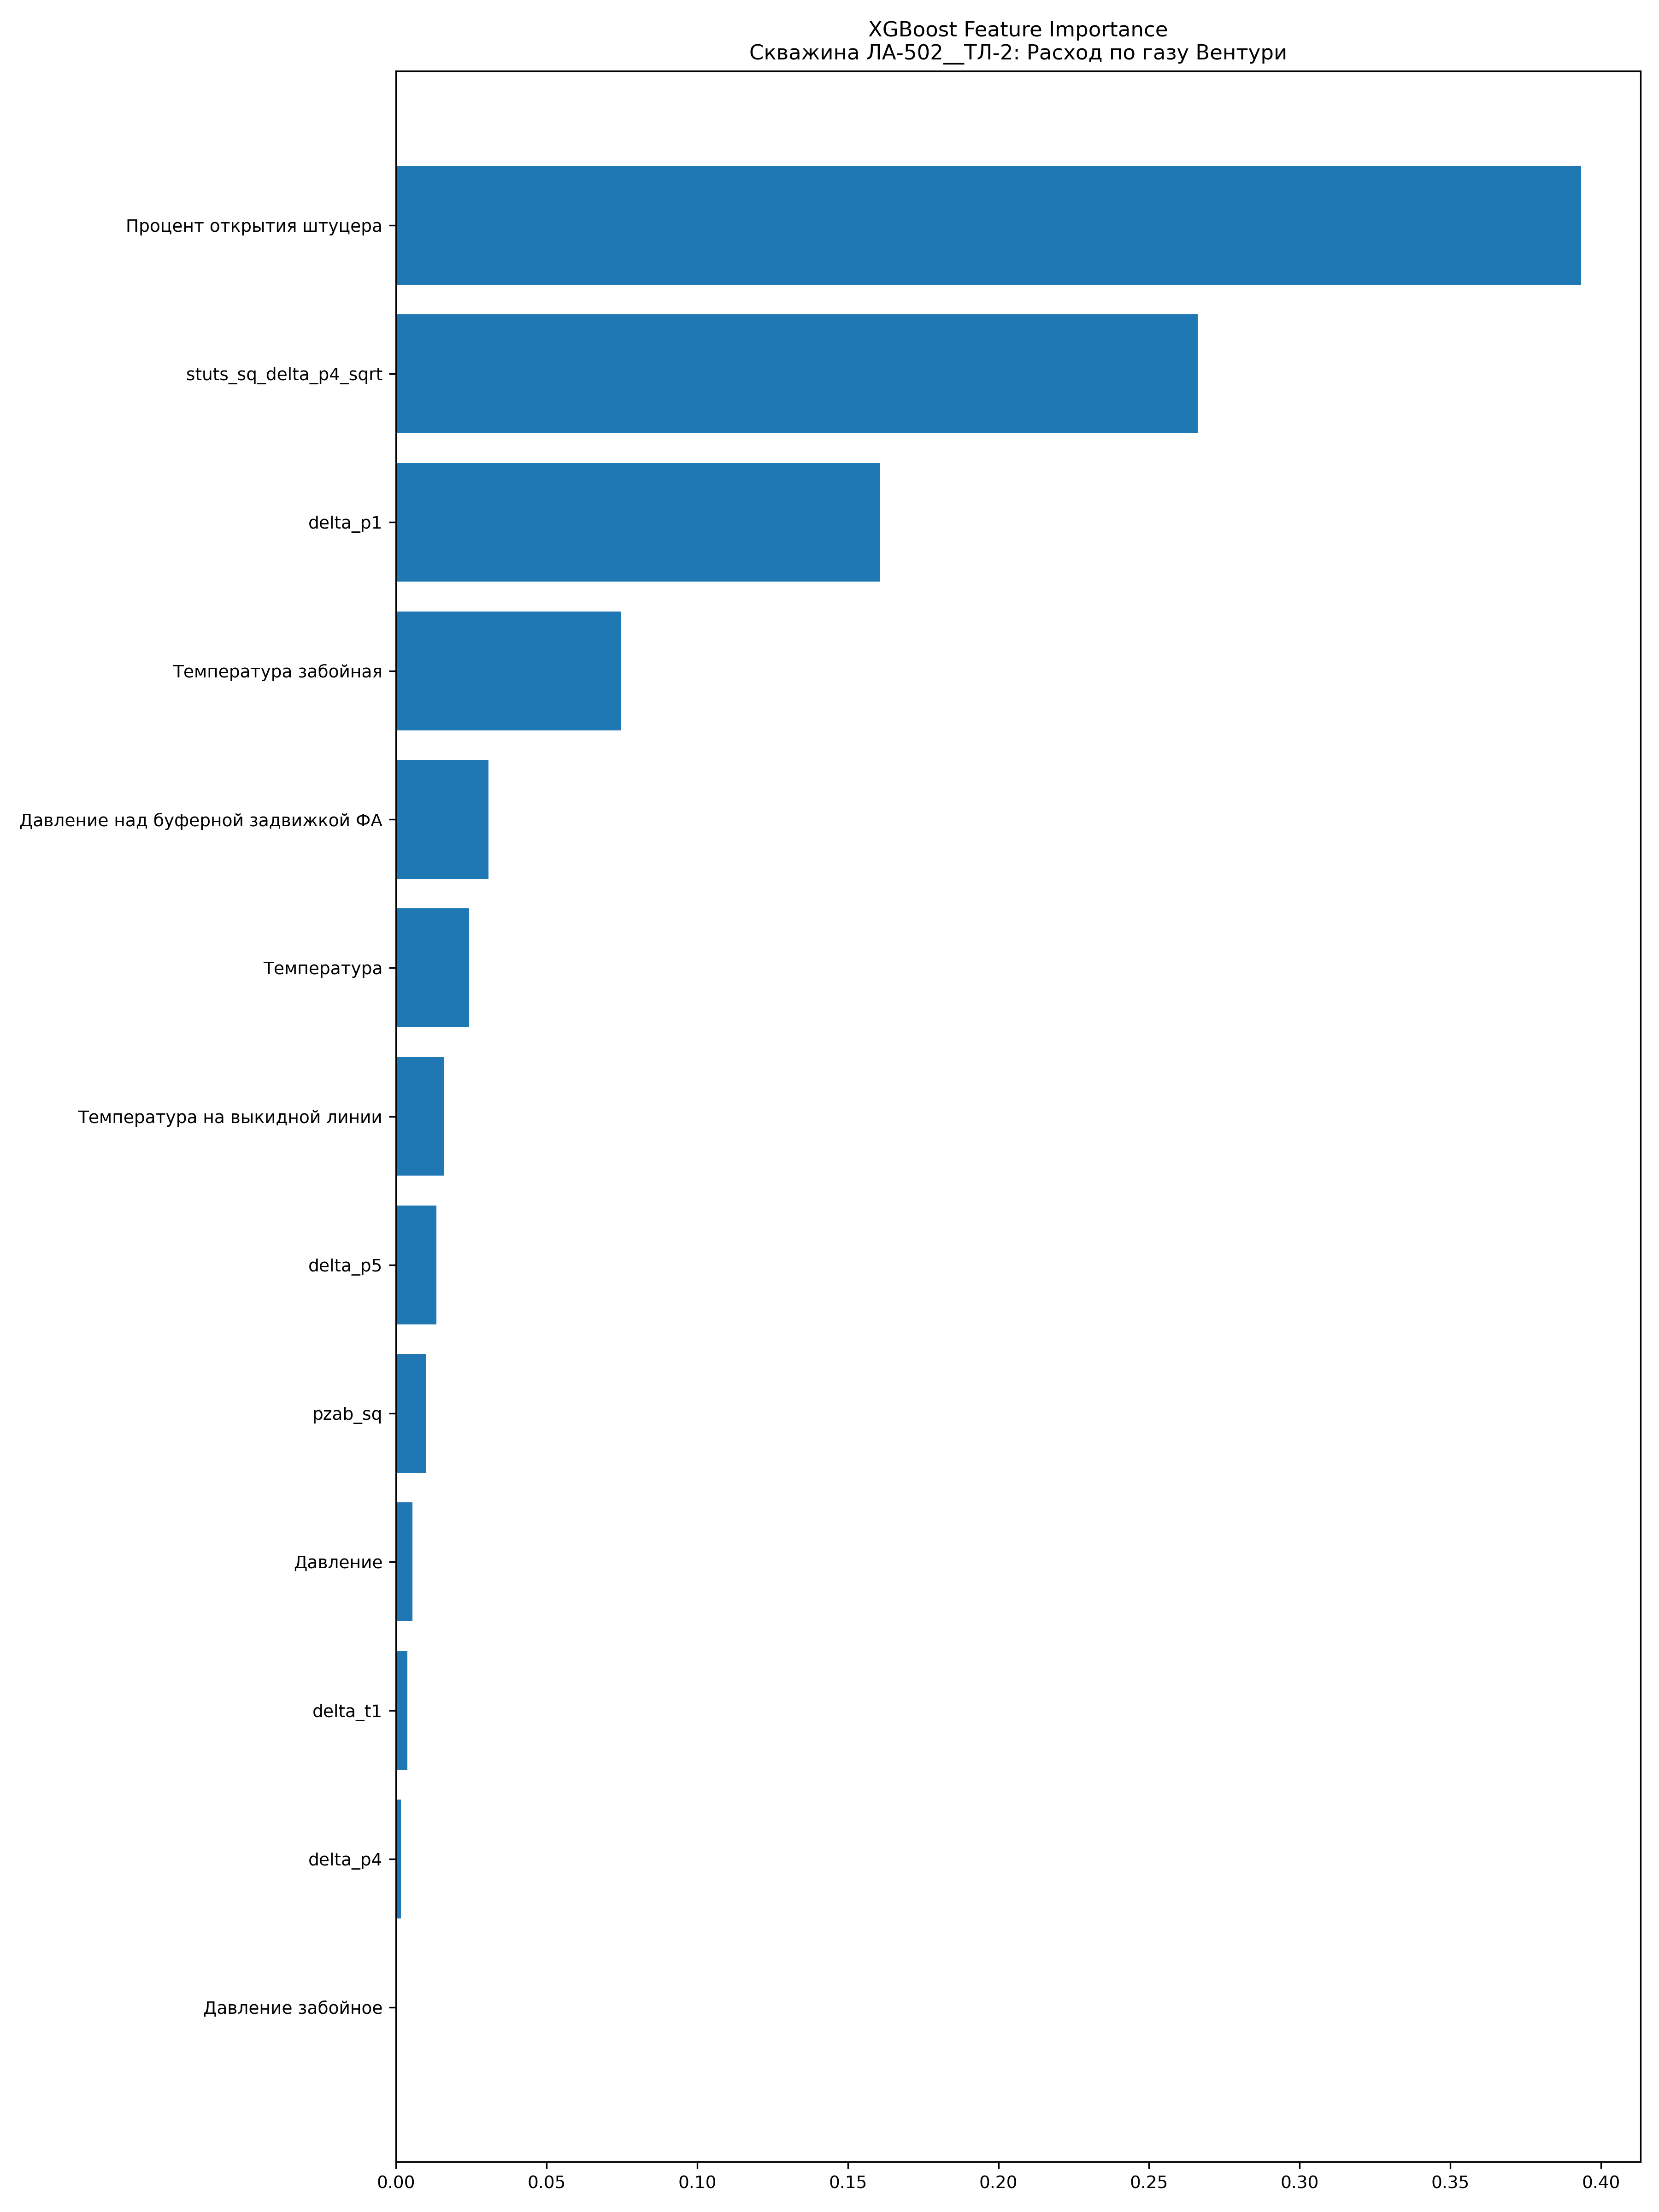 XGBoost Feature Importance
Скважина ЛА-502__ТЛ-2: Расход по газу Вентури
Процент открытия штуцера
stuts_sq_delta_p4_sqrt
delta_p1
Температура забойная
Давление над буферной задвижкой ФА
Температура
Температура на выкидной линии
delta_p5
pzab_sq
Давление
delta_t1
delta_p4
Давление забойное
0.00 0.05 0.10 0.15 0.20 0.25 0.30 0.35 0.40